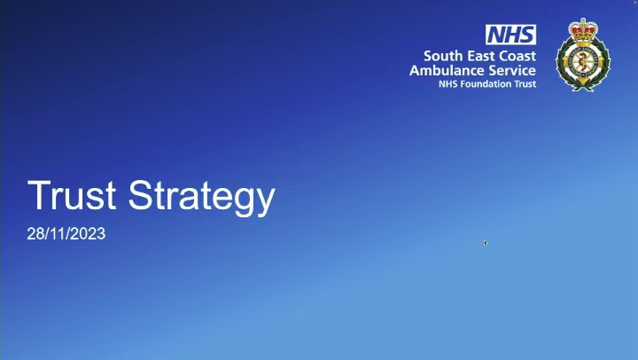 NHS
South East Coast
Ambulance Service
NHS Foundation Trust
Trust Strategy
28/11/2023